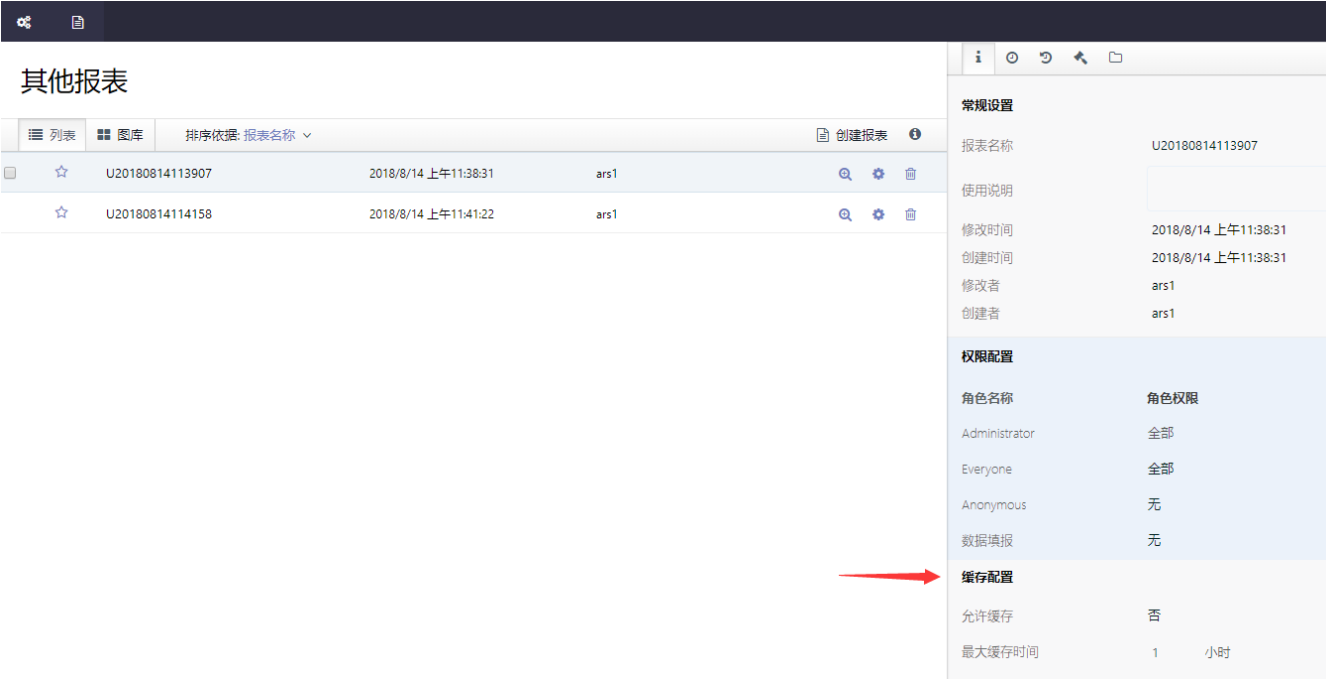 其他报表
列表 图库 排序依据: 报表名称 创建报表
U20180814113907 2018/8/14 上午11:38:31 ars1
U20180814114158 2018/8/14 上午11:41:22 ars1
常规设置
报表名称 U20180814113907
使用说明
修改时间 2018/8/14 上午11:38:31
创建时间 2018/8/14 上午11:38:31
修改者 ars1
创建者 ars1
权限配置
角色名称 角色权限
Administrator 全部
Everyone 全部
Anonymous 无
数据填报 无
缓存配置
允许缓存 否
最大缓存时间 1 小时